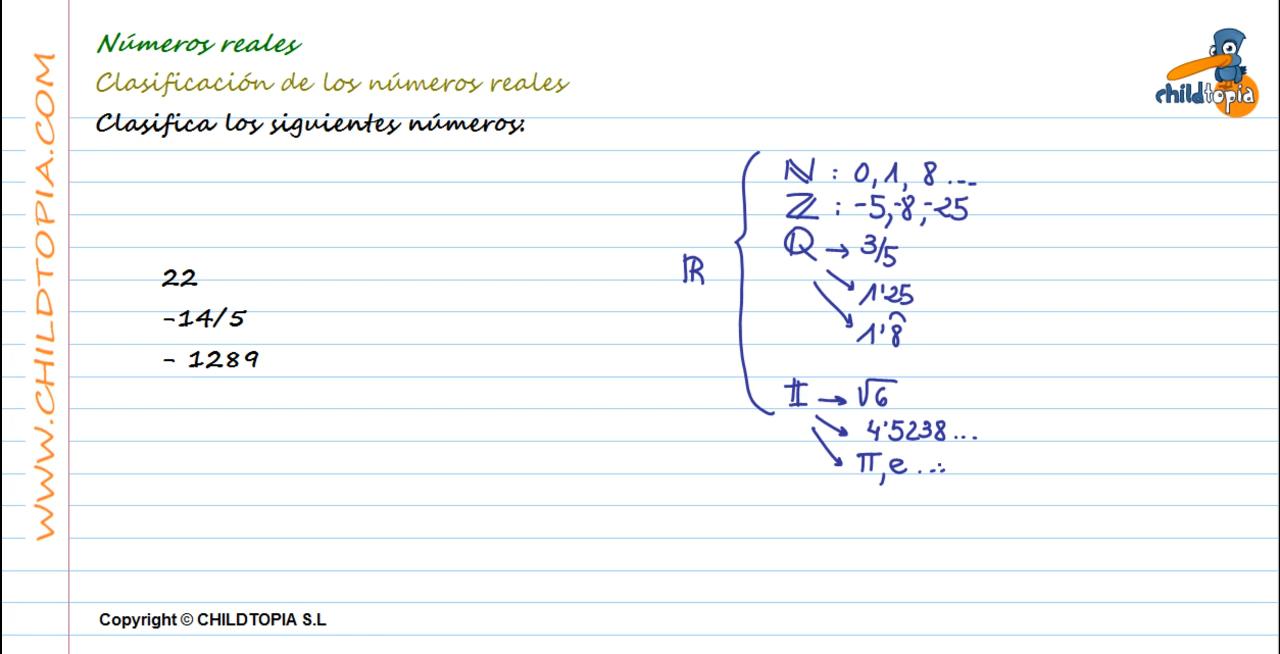 WWW.CHILDTOPIA.COM
Números reales
Clasificación de los números reales
Clasifica los siguientes números:
childtopia
22
-14/5
- 1289
ℝ
ℕ : 0, 1, 8 ...
ℤ : -5, -8, -25
ℚ → 3/5
1'25
1'8̂
𝕀 → √6
4'5238...
π, e ...
Copyright © CHILDTOPIA S.L